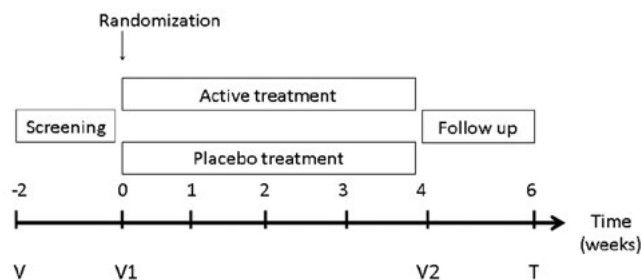 Randomization
Active treatment
Screening
Follow up
Placebo treatment
-2 0 1 2 3 4 6
Time
(weeks)
V V1 V2 T